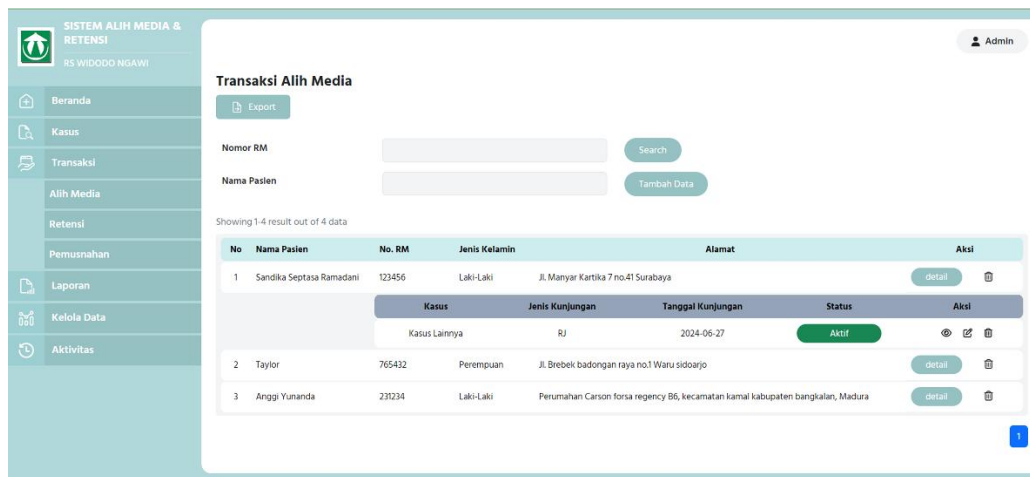 SISTEM ALIH MEDIA &
RETENSI
RS WIDODO NGAWI
Admin
Beranda
Kasus
Transaksi
Alih Media
Retensi
Pemusnahan
Laporan
Kelola Data
Aktivitas
Transaksi Alih Media
Export
Nomor RM
Search
Nama Pasien
Tambah Data
Showing 1-4 result out of 4 data
No Nama Pasien No. RM Jenis Kelamin Alamat Aksi
1 Sandika Septasa Ramadani 123456 Laki-Laki Jl. Manyar Kartika 7 no.41 Surabaya detail
Kasus Jenis Kunjungan Tanggal Kunjungan Status Aksi
Kasus Lainnya RJ 2024-06-27 Aktif
2 Taylor 765432 Perempuan Jl. Brebek badongan raya no.1 Waru sidoarjo detail
3 Anggi Yunanda 231234 Laki-Laki Perumahan Carson forsa regency B6, kecamatan kamal kabupaten bangkalan, Madura detail
1